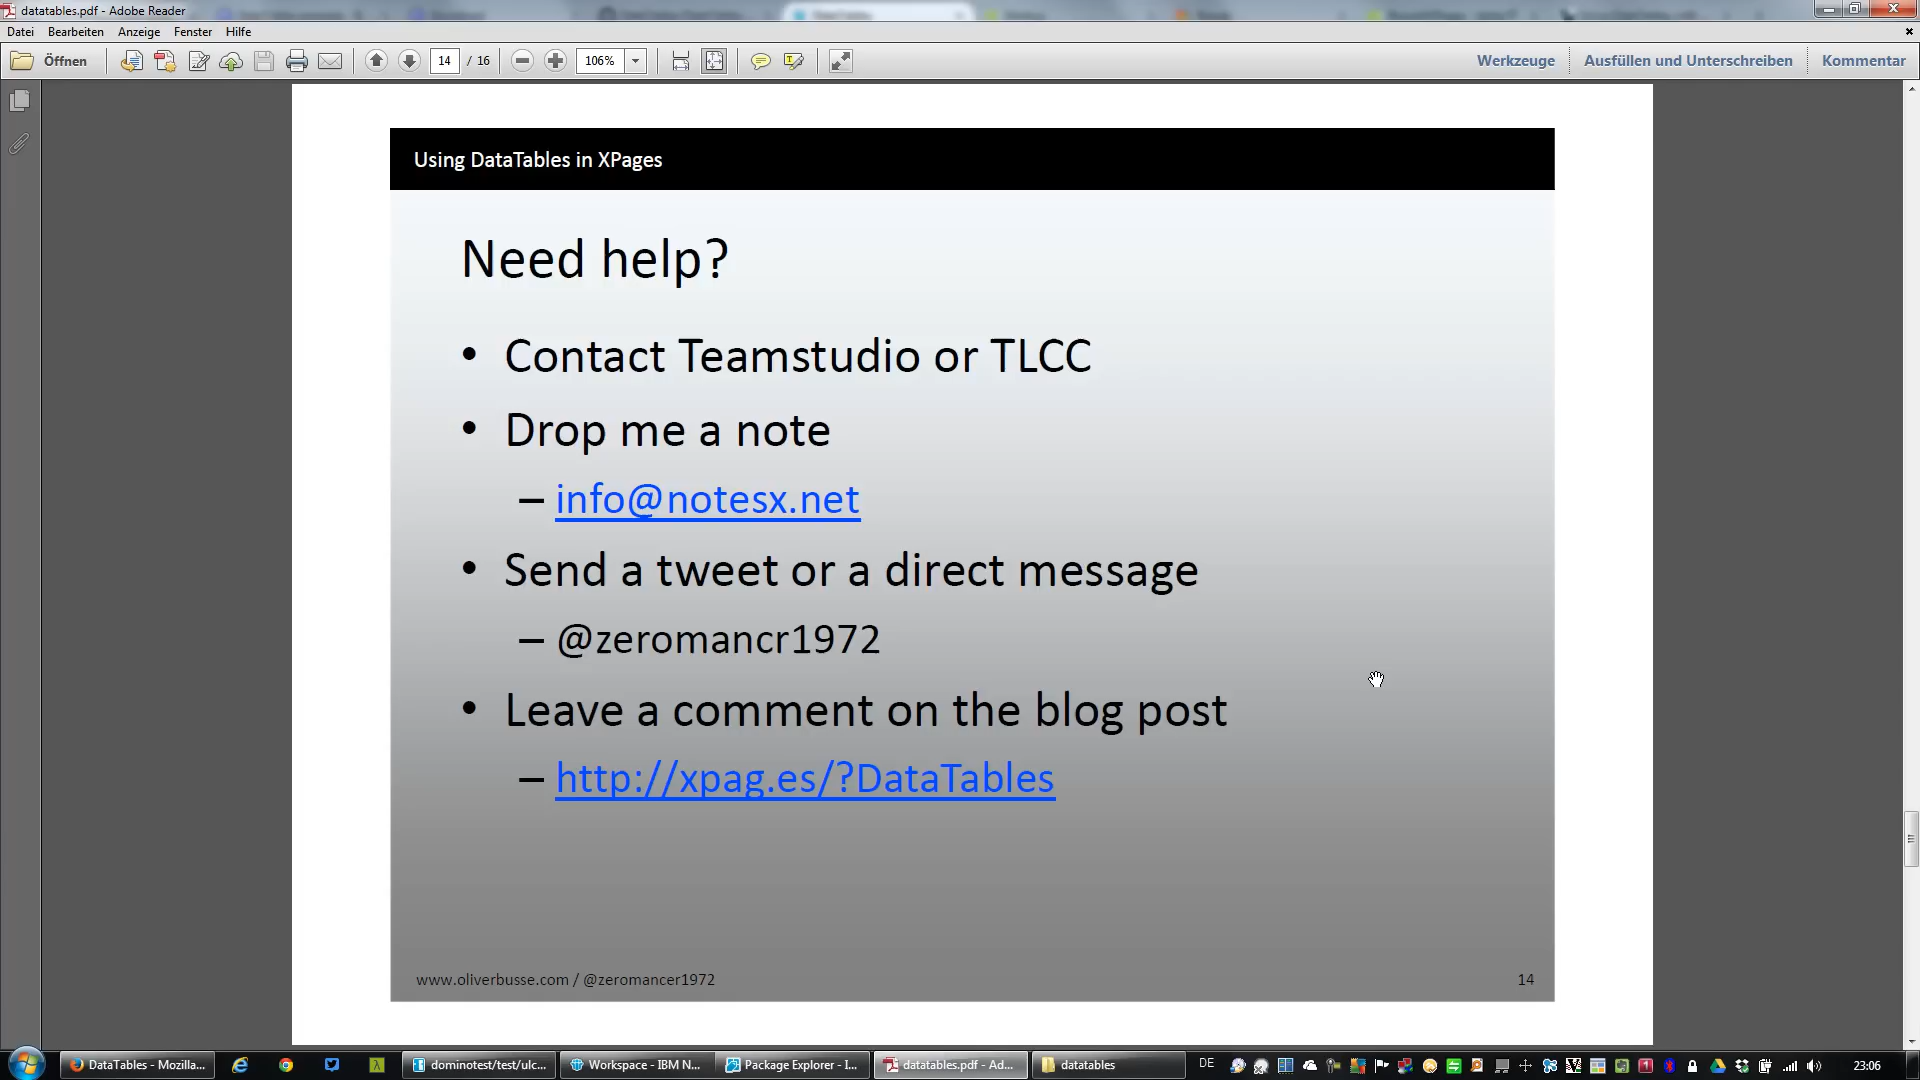 datatables.pdf - Adobe Reader
Datei Bearbeiten Anzeige Fenster Hilfe
Öffnen 14 / 16 106% Werkzeuge Ausfüllen und Unterschreiben Kommentar
Using DataTables in XPages
Need help?
• Contact Teamstudio or TLCC
• Drop me a note
– info@notesx.net
• Send a tweet or a direct message
– @zeromancr1972
• Leave a comment on the blog post
– http://xpag.es/?DataTables
www.oliverbusse.com / @zeromancer1972 14
DataTables - Mozilla... dominotest/test/ulc... Workspace - IBM N... Package Explorer - I... datatables.pdf - Ad... datatables DE 23:06